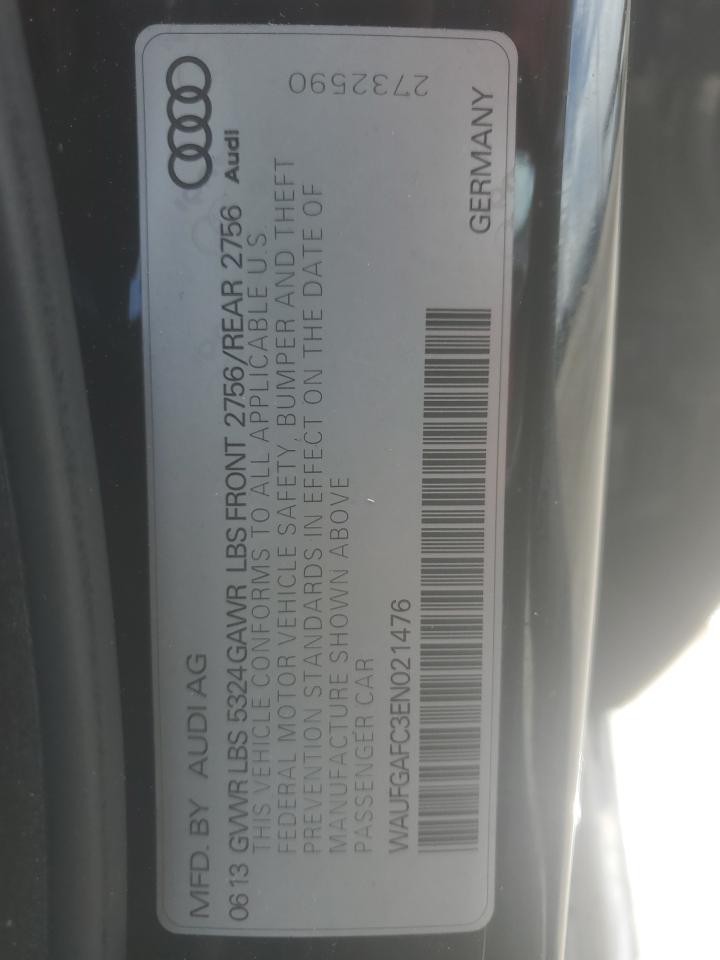 MFD. BY AUDI AG
0613 GVWR LBS 5324 GAWR LBS FRONT 2756/REAR 2756
Audi
THIS VEHICLE CONFORMS TO ALL APPLICABLE U.S.
FEDERAL MOTOR VEHICLE SAFETY, BUMPER AND THEFT
PREVENTION STANDARDS IN EFFECT ON THE DATE OF
MANUFACTURE SHOWN ABOVE
PASSENGER CAR
2732590
WAUFGAFC3EN021476
GERMANY